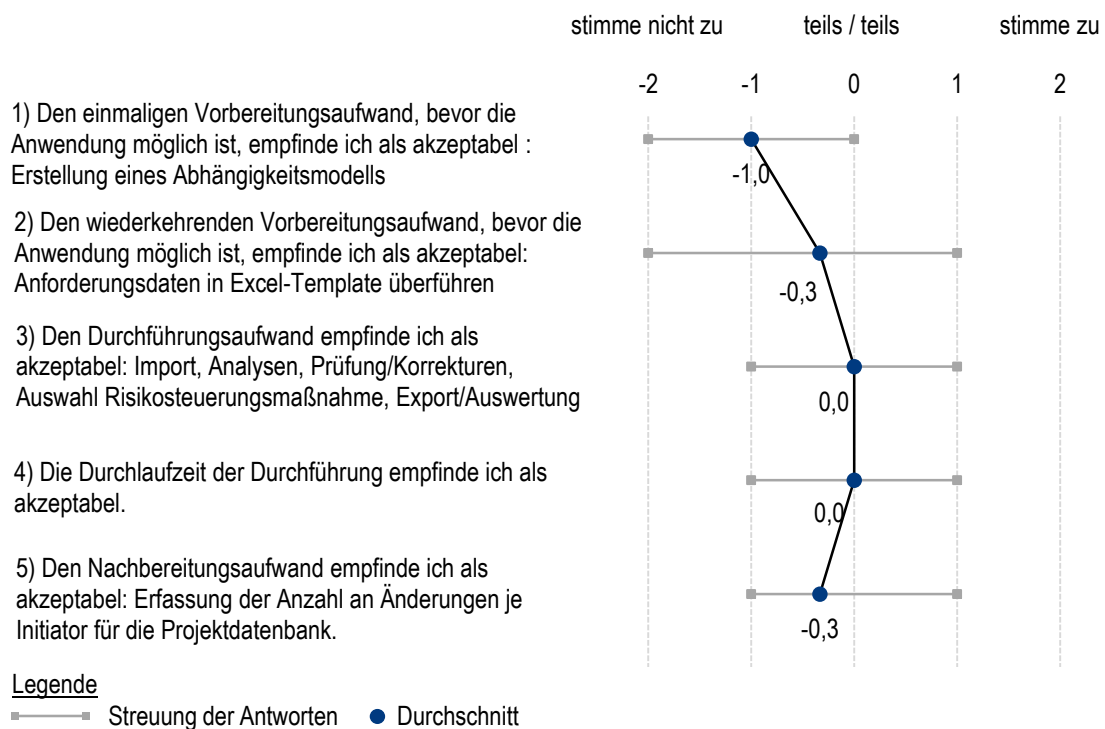 stimme nicht zu teils / teils stimme zu
-2 -1 0 1 2
1) Den einmaligen Vorbereitungsaufwand, bevor die
Anwendung möglich ist, empfinde ich als akzeptabel :
Erstellung eines Abhängigkeitsmodells
-1,0
2) Den wiederkehrenden Vorbereitungsaufwand, bevor die
Anwendung möglich ist, empfinde ich als akzeptabel:
Anforderungsdaten in Excel-Template überführen
-0,3
3) Den Durchführungsaufwand empfinde ich als
akzeptabel: Import, Analysen, Prüfung/Korrekturen,
Auswahl Risikosteuerungsmaßnahme, Export/Auswertung
0,0
4) Die Durchlaufzeit der Durchführung empfinde ich als
akzeptabel.
0,0
5) Den Nachbereitungsaufwand empfinde ich als
akzeptabel: Erfassung der Anzahl an Änderungen je
Initiator für die Projektdatenbank.
-0,3
Legende
Streuung der Antworten Durchschnitt